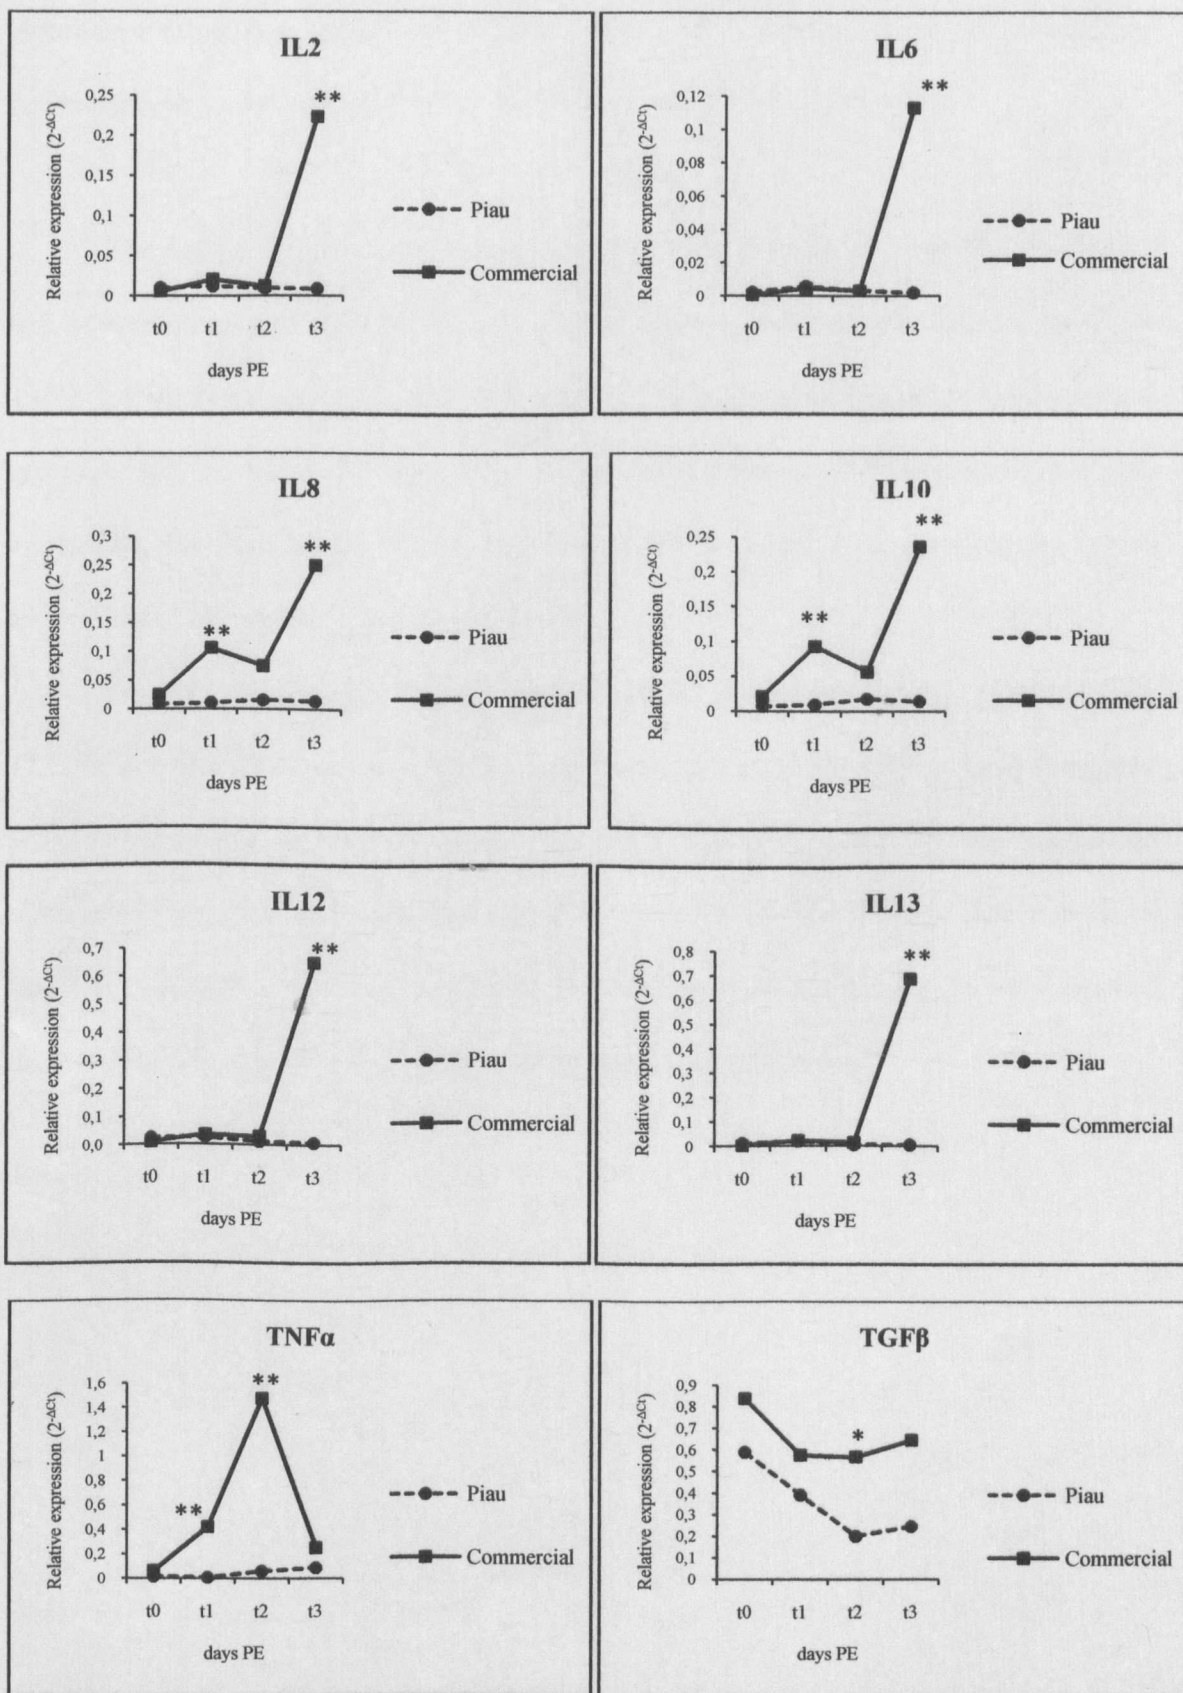 IL2
Relative expression (2-ΔCt)
0,25
0,2
0,15
0,1
0,05
0
t0 t1 t2 t3
days PE
**
Piau
Commercial
IL6
Relative expression (2-ΔCt)
0,12
0,1
0,08
0,06
0,04
0,02
0
t0 t1 t2 t3
days PE
**
Piau
Commercial
IL8
Relative expression (2-ΔCt)
0,3
0,25
0,2
0,15
0,1
0,05
0
t0 t1 t2 t3
days PE
**
**
Piau
Commercial
IL10
Relative expression (2-ΔCt)
0,25
0,2
0,15
0,1
0,05
0
t0 t1 t2 t3
days PE
**
**
Piau
Commercial
IL12
Relative expression (2-ΔCt)
0,7
0,6
0,5
0,4
0,3
0,2
0,1
0,0
t0 t1 t2 t3
days PE
**
Piau
Commercial
IL13
Relative expression (2-ΔCt)
0,8
0,7
0,6
0,5
0,4
0,3
0,2
0,1
0
t0 t1 t2 t3
days PE
**
Piau
Commercial
TNFα
Relative expression (2-ΔCt)
1,6
1,4
1,2
1
0,8
0,6
0,4
0,2
0
t0 t1 t2 t3
days PE
**
**
Piau
Commercial
TGFβ
Relative expression (2-ΔCt)
0,9
0,8
0,7
0,6
0,5
0,4
0,3
0,2
0,1
0
t0 t1 t2 t3
days PE
*
Piau
Commercial